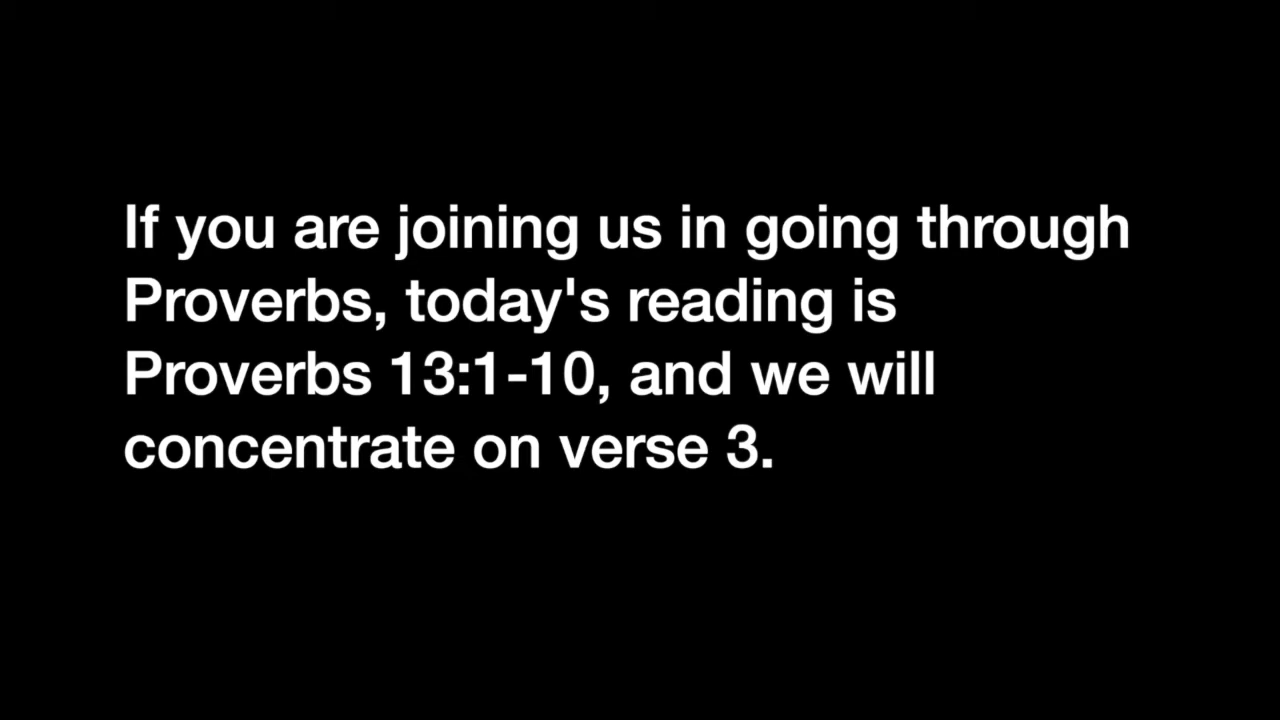 If you are joining us in going through
Proverbs, today's reading is
Proverbs 13:1-10, and we will
concentrate on verse 3.